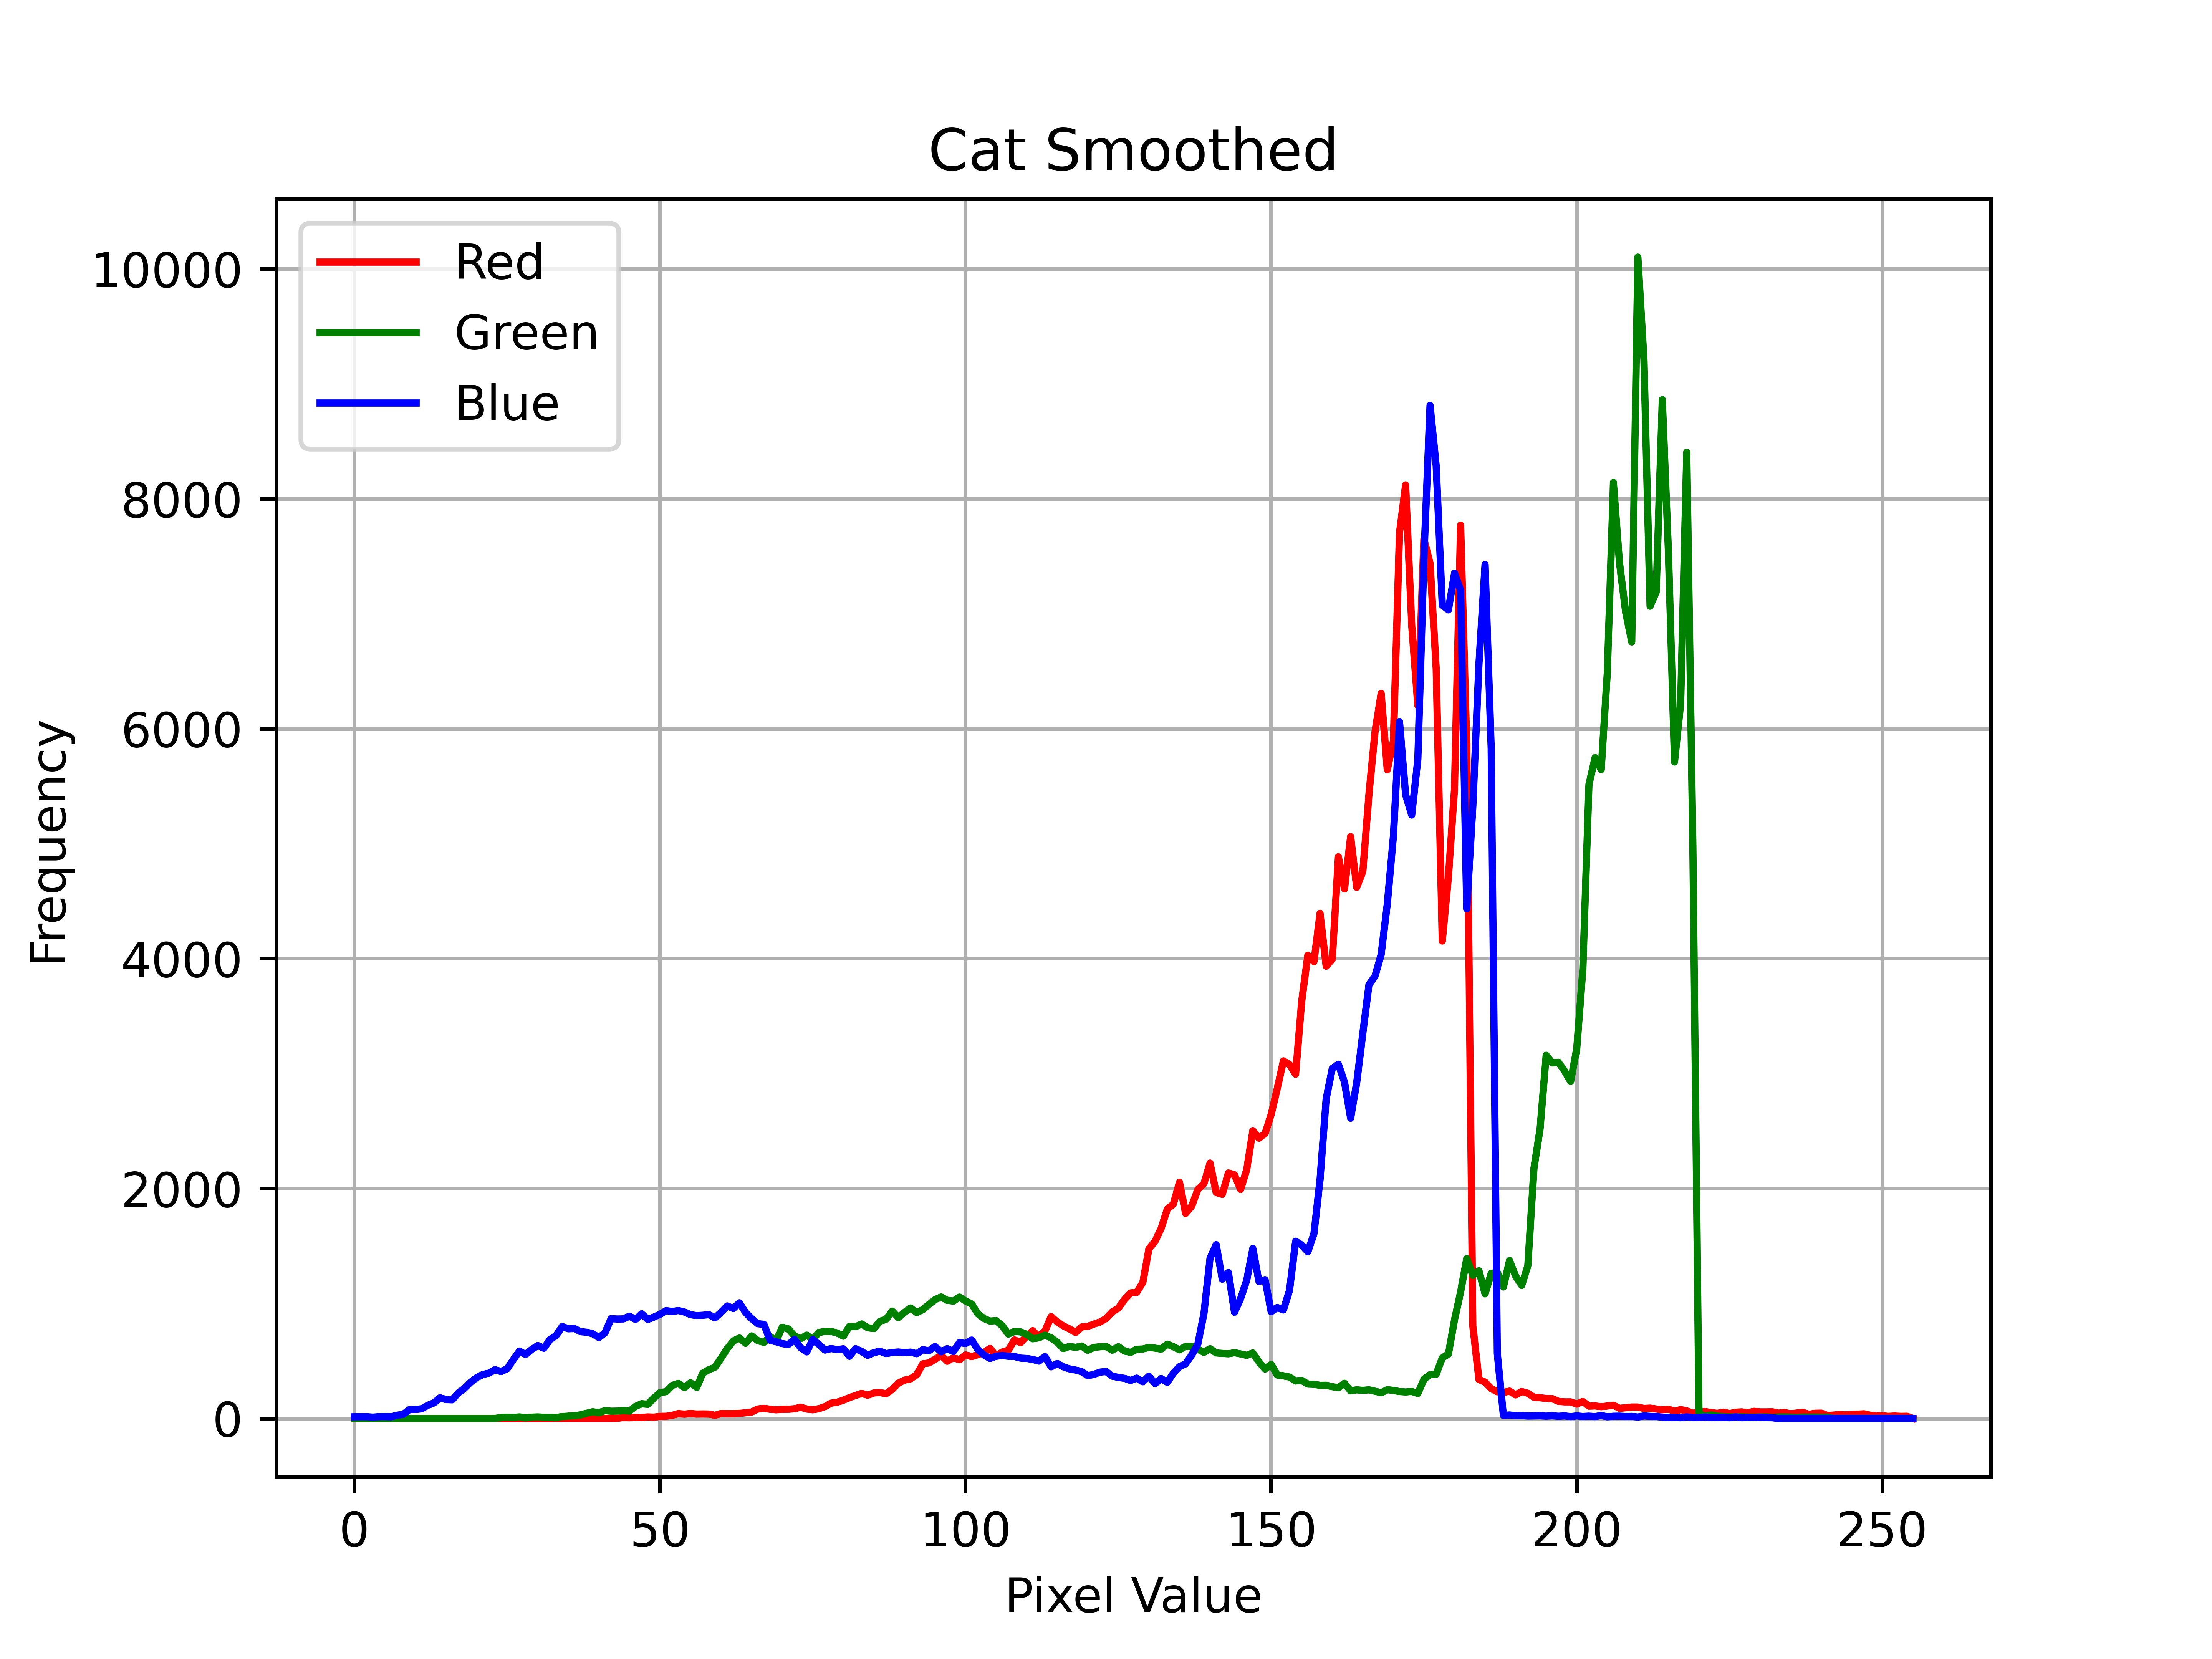 Cat Smoothed
Red
Green
Blue
10000
8000
6000
4000
2000
0
Frequency
0 50 100 150 200 250
Pixel Value